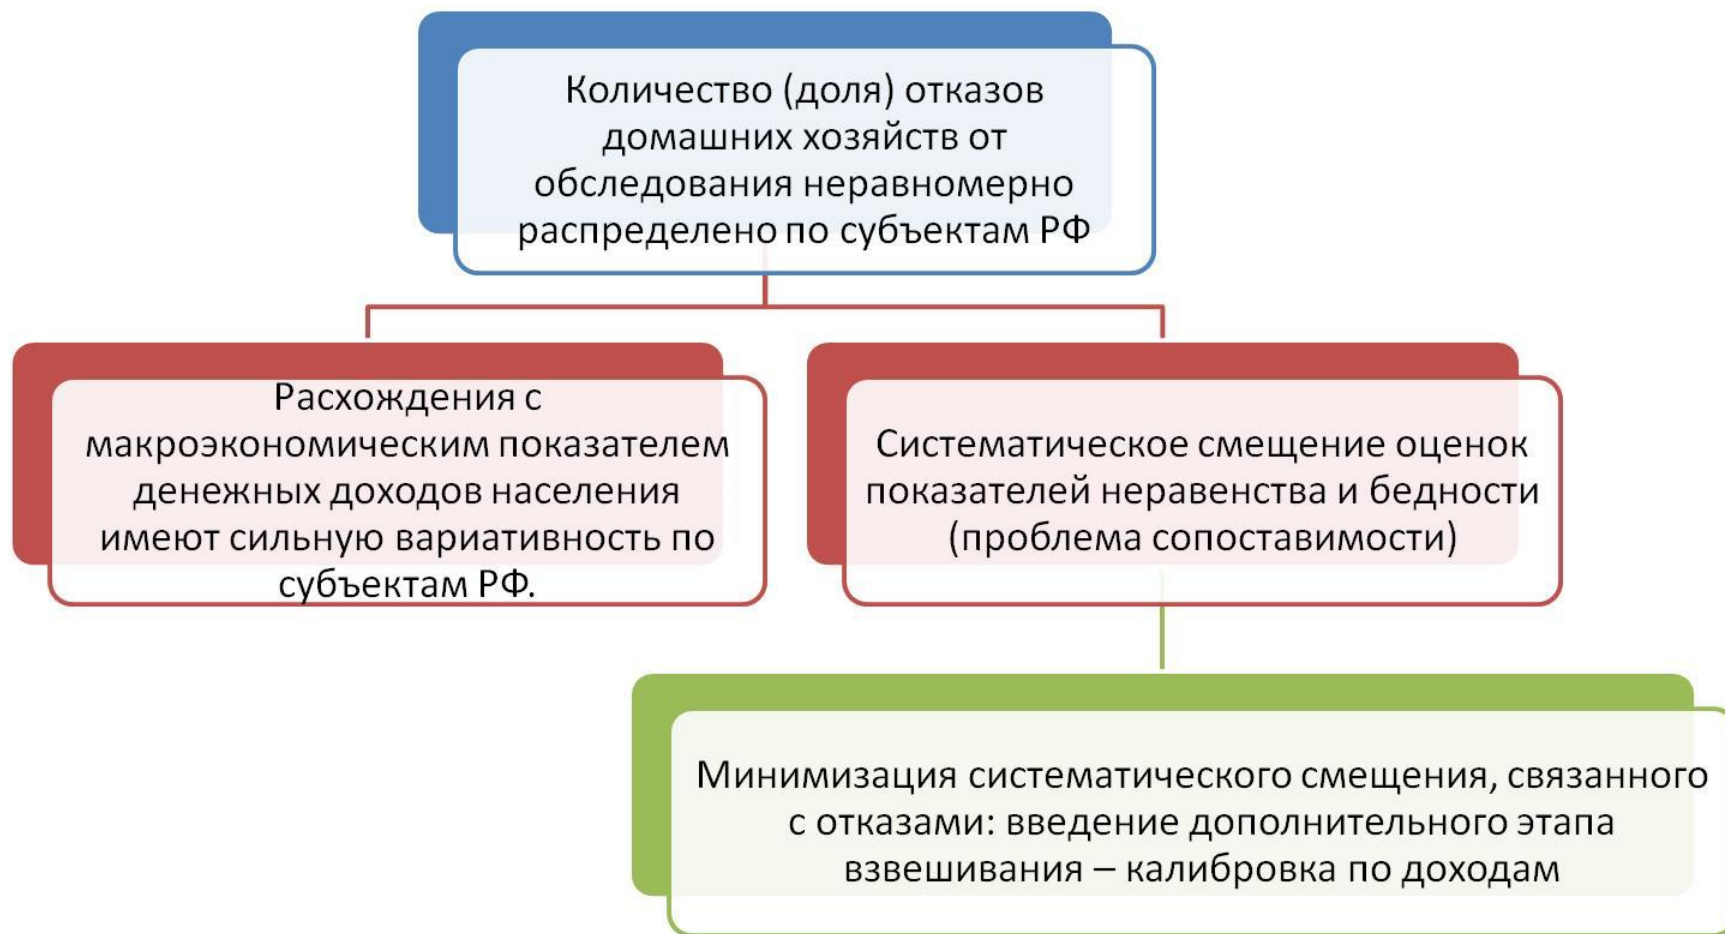 Количество (доля) отказов
домашних хозяйств от
обследования неравномерно
распределено по субъектам РФ
Расхождения с
макроэкономическим показателем
денежных доходов населения
имеют сильную вариативность по
субъектам РФ.
Систематическое смещение оценок
показателей неравенства и бедности
(проблема сопоставимости)
Минимизация систематического смещения, связанного
с отказами: введение дополнительного этапа
взвешивания – калибровка по доходам